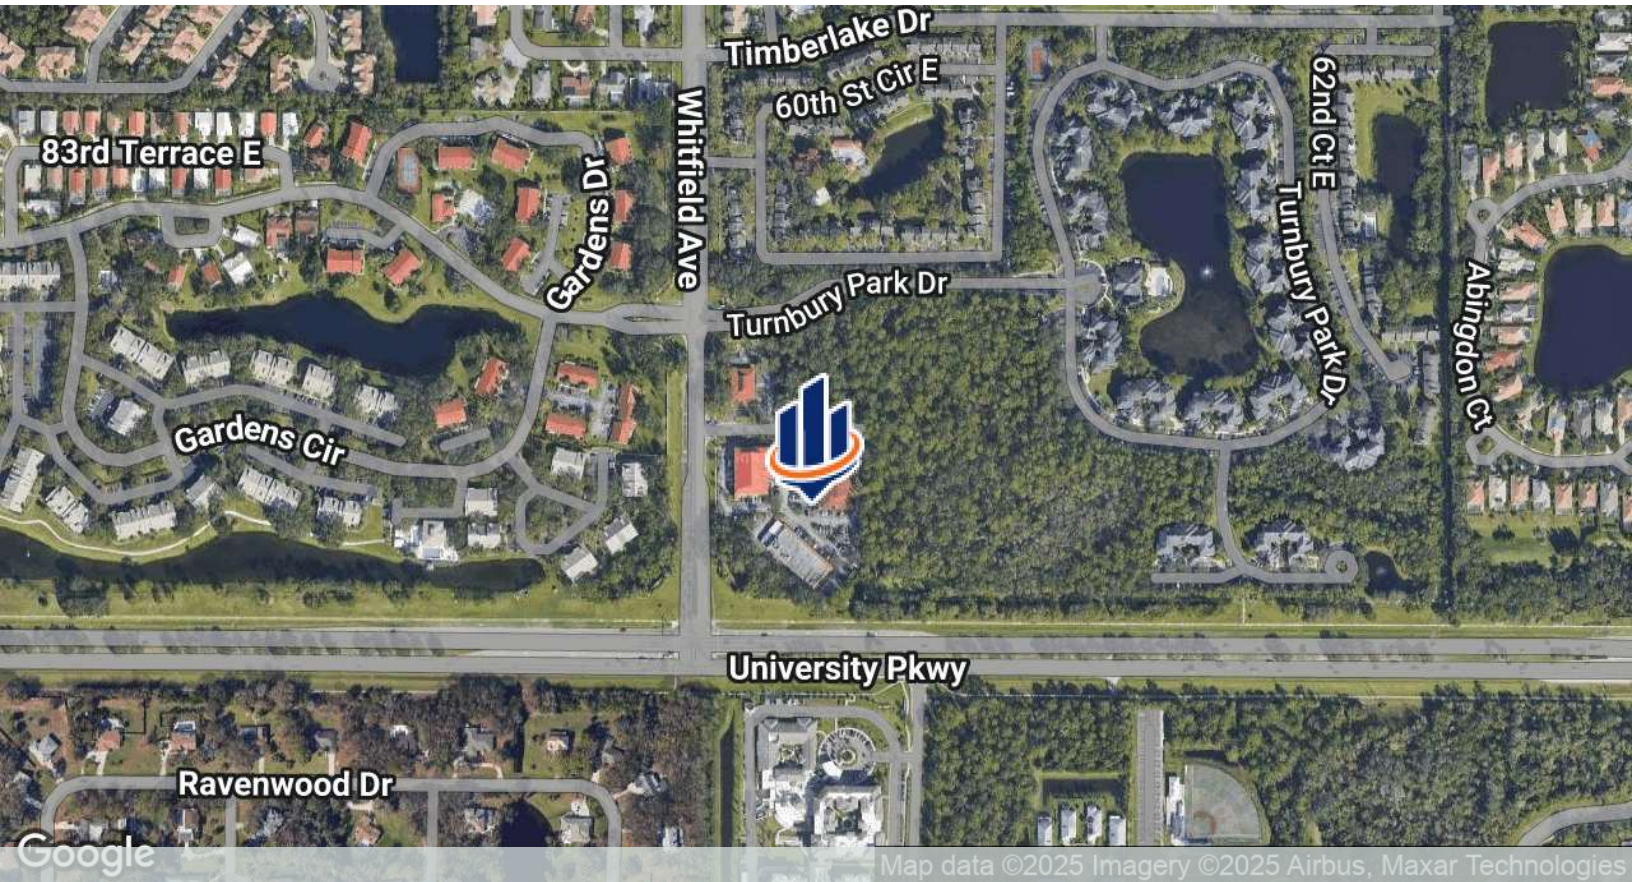 Timberlake Dr
60th St Cir E
62nd Ct E
83rd Terrace E
Whitfield Ave
Gardens Dr
Turnbury Park Dr
Turnbury Park Dr
Abingdon Ct
Gardens Cir
University Pkwy
Ravenwood Dr
Google
Map data ©2025 Imagery ©2025 Airbus, Maxar Technologies